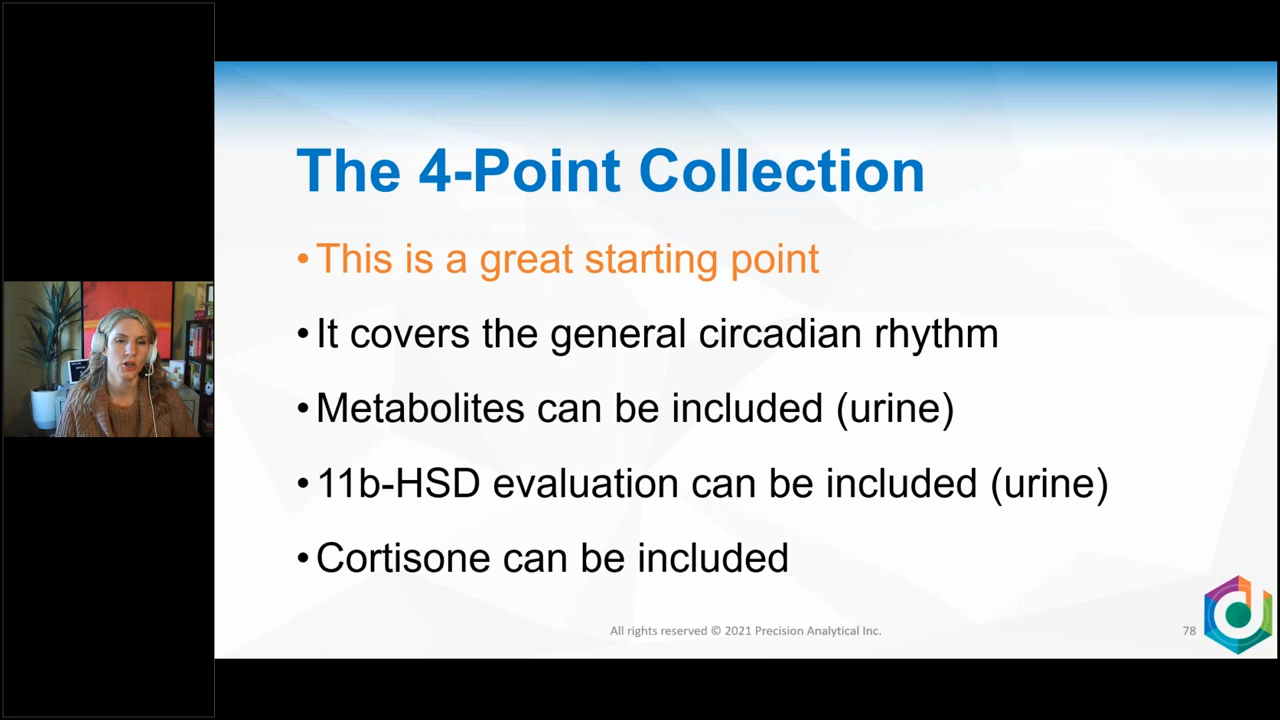 The 4-Point Collection
• This is a great starting point
• It covers the general circadian rhythm
• Metabolites can be included (urine)
• 11b-HSD evaluation can be included (urine)
• Cortisone can be included
All rights reserved © 2021 Precision Analytical Inc.
78